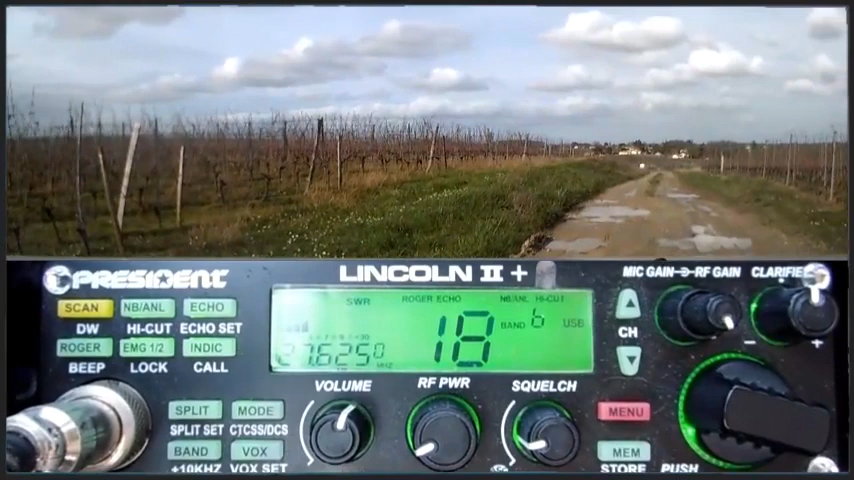 PRESIDENT
LINCOLN II +
MIC GAIN RF GAIN CLARIFIE
SCAN NB/ANL ECHO
DW HI-CUT ECHO SET
ROGER EMG 1/2 INDIC
BEEP LOCK CALL
SWR ROGER ECHO NB/ANL HI-CUT
18 BAND 6 USB
27.6250 MHZ
CH
VOLUME RF PWR SQUELCH
SPLIT MODE
SPLIT SET CTCSS/DCS
BAND VOX
+10KHZ VOX SET
MENU
MEM
STORE PUSH
- +